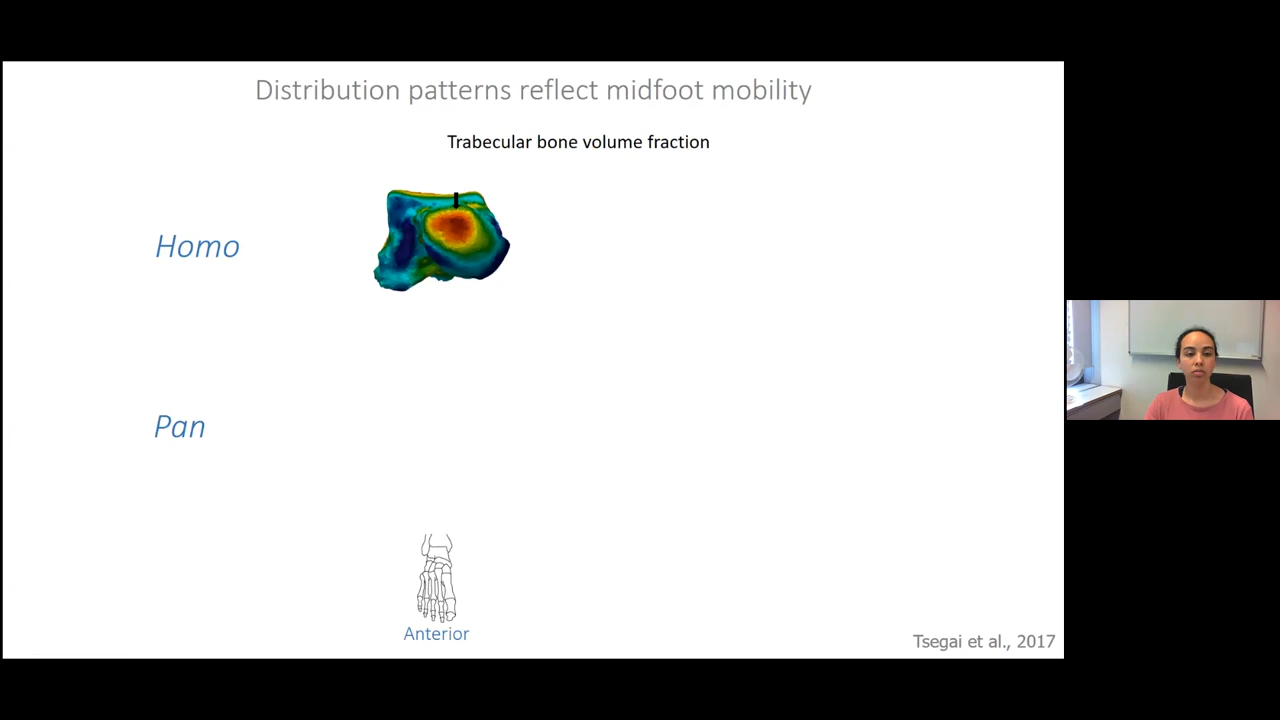 Distribution patterns reflect midfoot mobility
Trabecular bone volume fraction
Homo
Pan
Anterior
Tsegai et al., 2017